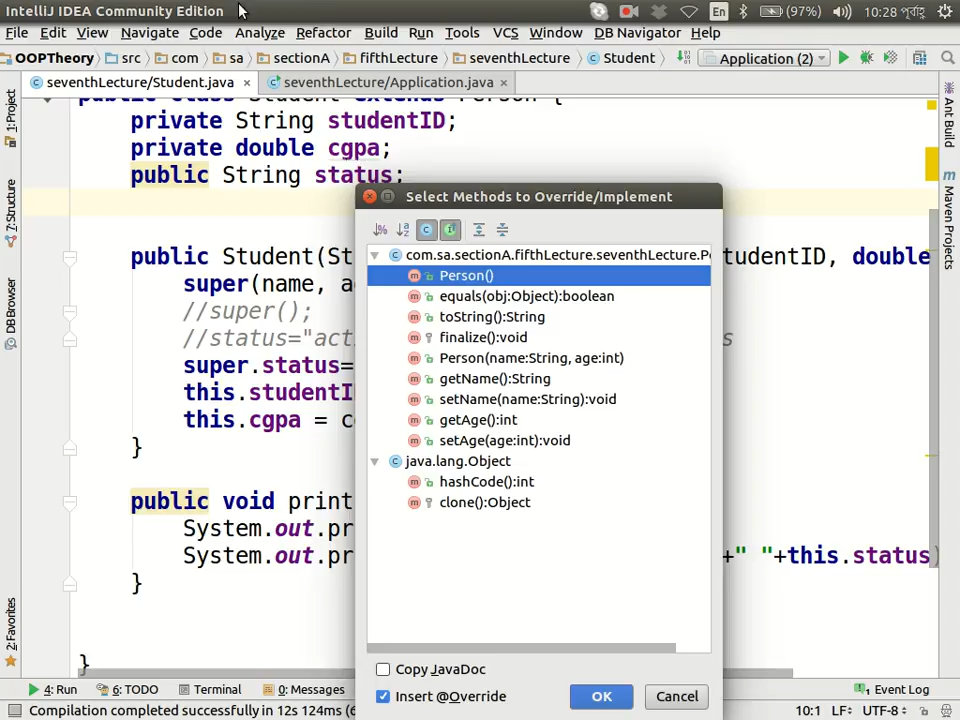 IntelliJ IDEA Community Edition
En
(97%)
10:28 পূর্বাহ্ন
File Edit View Navigate Code Analyze Refactor Build Run Tools VCS Window DB Navigator Help
OOPTheory src com sa sectionA fifthLecture seventhLecture Student Application (2)
seventhLecture/Student.java seventhLecture/Application.java
1: Project
7: Structure
DB Browser
2: Favorites
Ant Build
Maven Projects
public class Student extends Person {
private String studentID;
private double cgpa;
public String status;
public Student(St
tudentID, double
super(name, a
//super();
//status="act
s
super.status=
this.studentI
this.cgpa = c
}
public void print
System.out.pr
System.out.pr
+" "+this.status)
}
}
Select Methods to Override/Implement
com.sa.sectionA.fifthLecture.seventhLecture.Pe
Person()
equals(obj:Object):boolean
toString():String
finalize():void
Person(name:String, age:int)
getName():String
setName(name:String):void
getAge():int
setAge(age:int):void
java.lang.Object
hashCode():int
clone():Object
Copy JavaDoc
Insert @Override
OK Cancel
4: Run 6: TODO Terminal 0: Messages Event Log
Compilation completed successfully in 12s 124ms (6 10:1 LF UTF-8